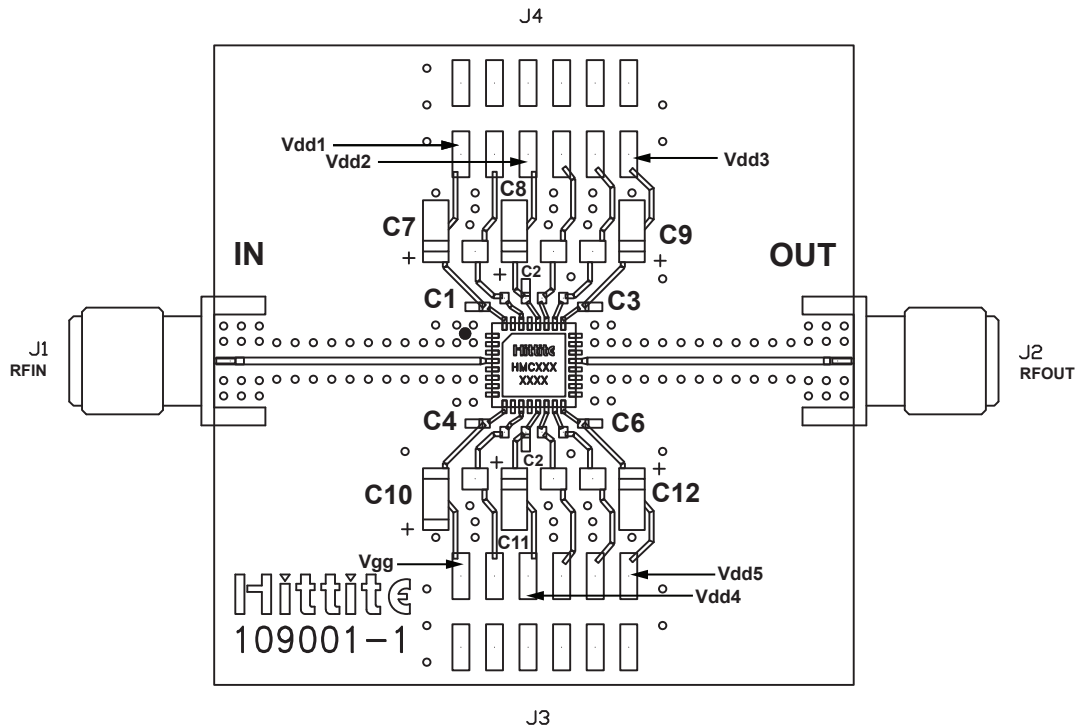 J4
Vdd1
Vdd2
Vdd3
C8
C7
C9
IN
OUT
C2
C1
C3
J1
RFIN
Hittite
HMCXXX
XXXX
J2
RFOUT
C4
C6
C2
C10
C12
C11
Vgg
Vdd5
Vdd4
Hittite
109001-1
J3